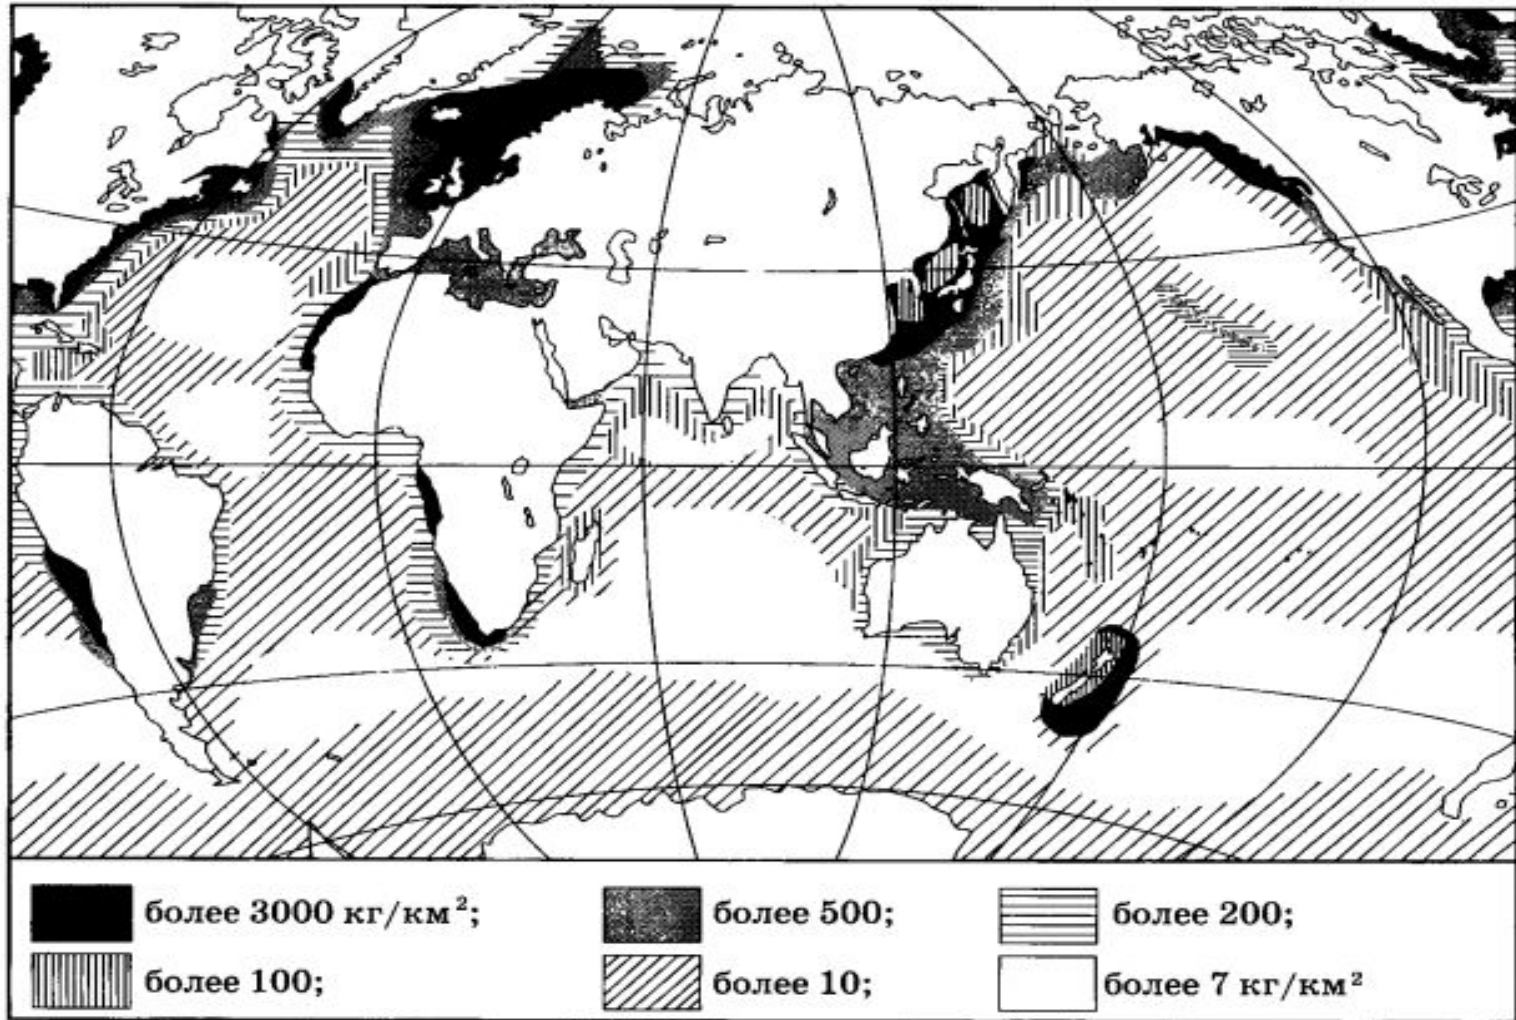 более 3000 кг/км²; более 500; более 200;
более 100; более 10; более 7 кг/км²